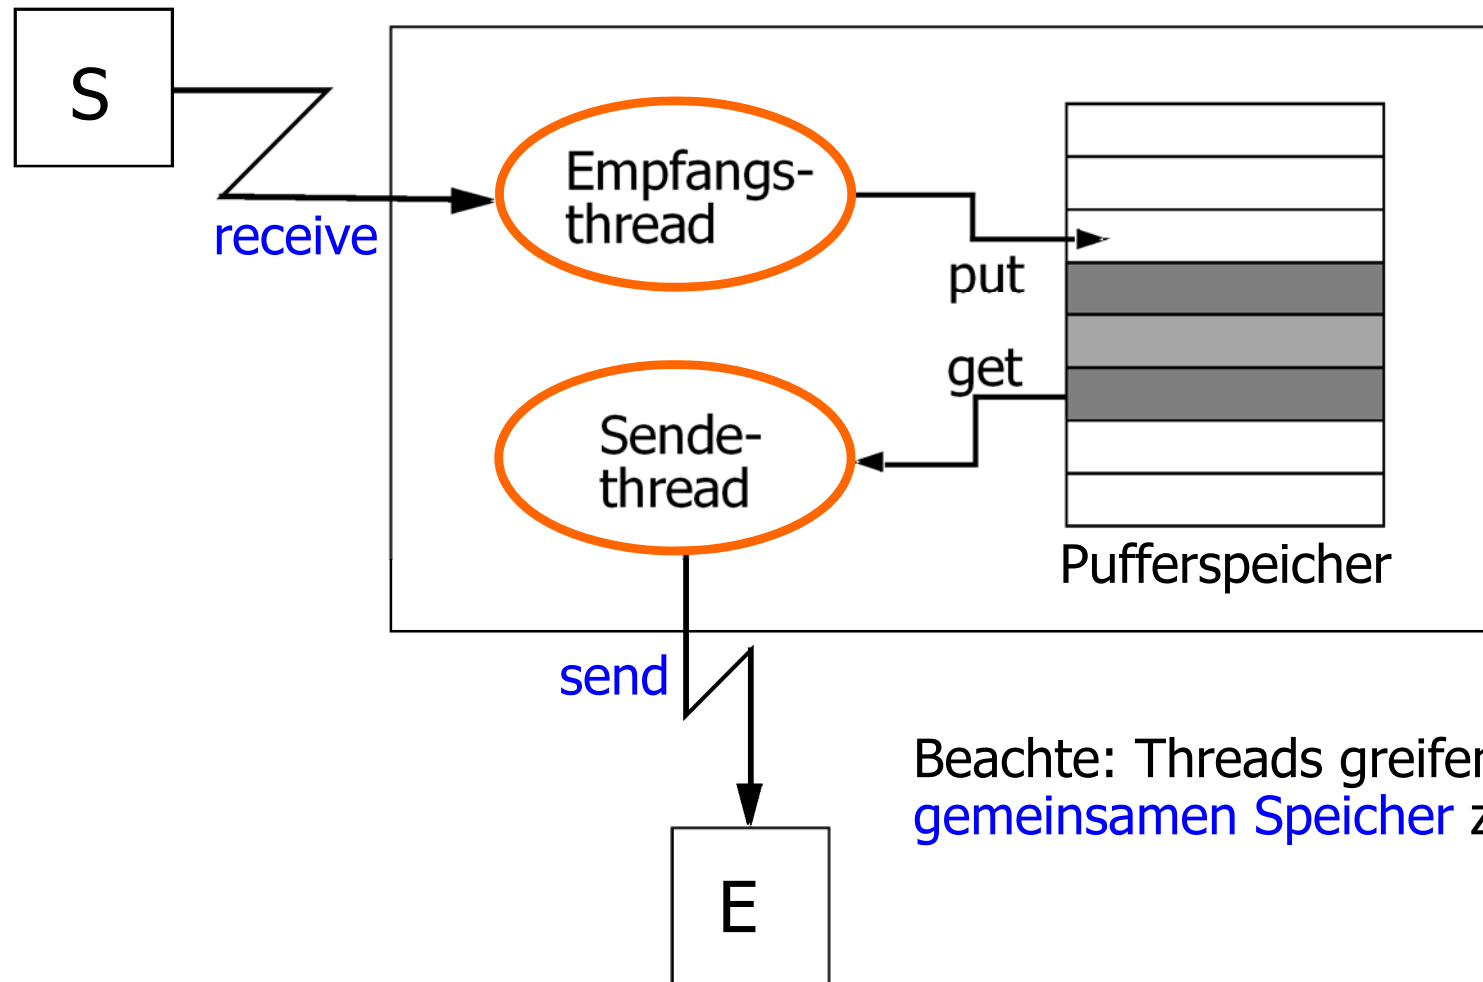 S
receive
Empfangs-
thread
put
get
Sende-
thread
Pufferspeicher
send
Beachte: Threads greifen
gemeinsamen Speicher
E